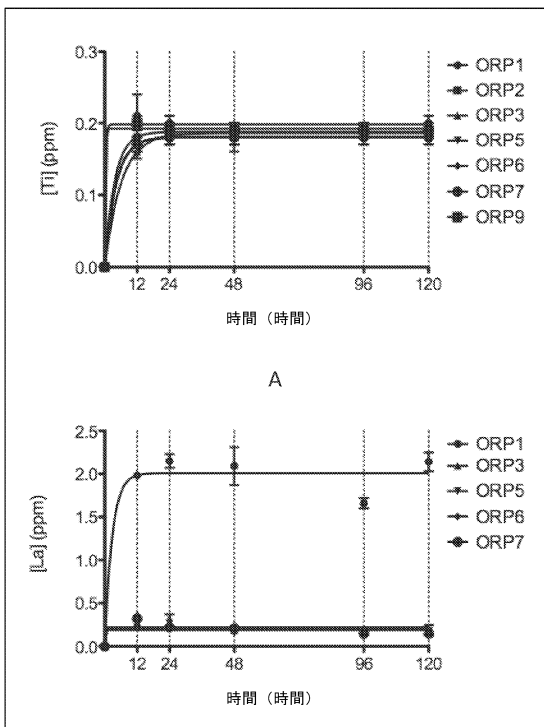 [Ti] (ppm)
0.3
0.2
0.1
0.0
12 24 48 96 120
時間（時間）
ORP1
ORP2
ORP3
ORP5
ORP6
ORP7
ORP9
A
[La] (ppm)
2.5
2.0
1.5
1.0
0.5
0.0
12 24 48 96 120
時間（時間）
ORP1
ORP3
ORP5
ORP6
ORP7